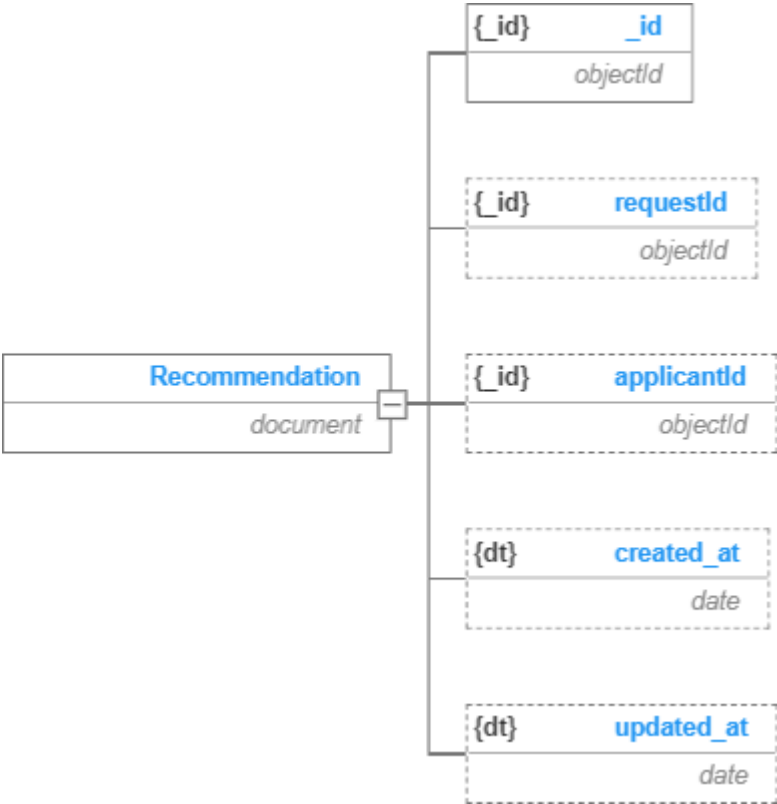 {_id} _id
objectId
{_id} requestId
objectId
Recommendation
document
{_id} applicantId
objectId
{dt} created_at
date
{dt} updated_at
date